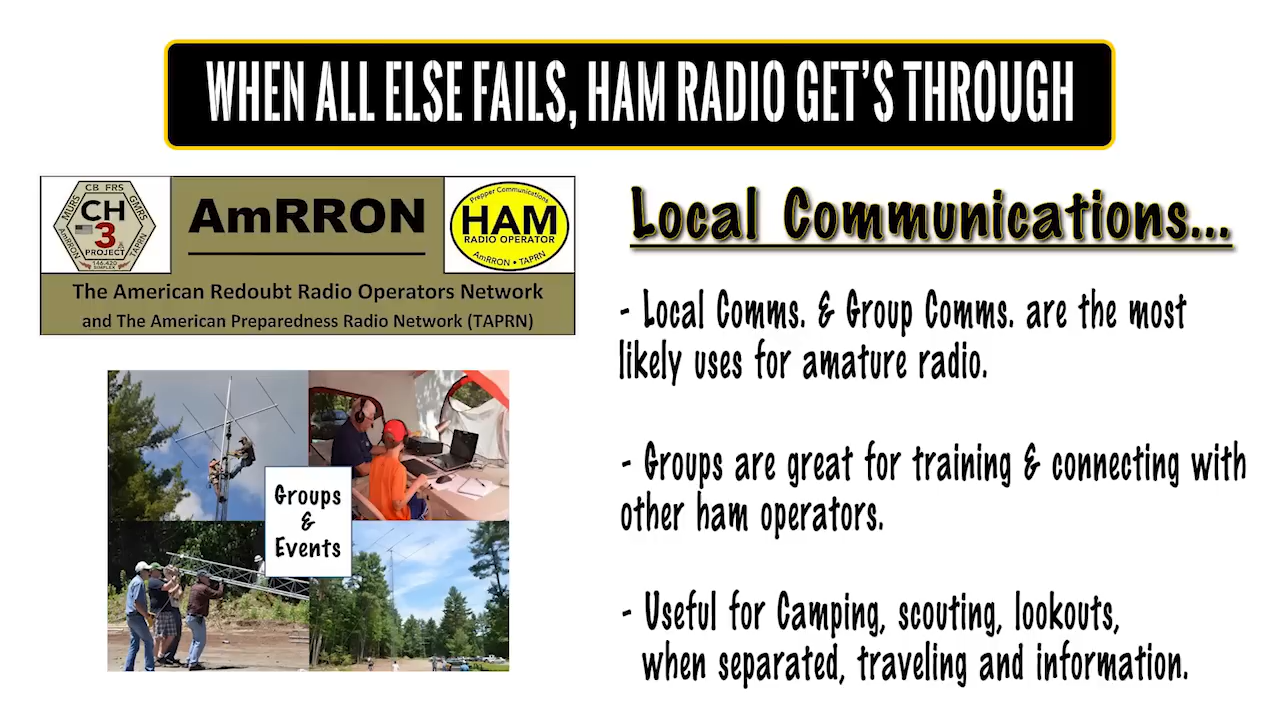 WHEN ALL ELSE FAILS, HAM RADIO GET'S THROUGH
CB FRS
MURS
GMRS
CH
3
PROJECT
AmRRON
TAPRN
146.420
SIMPLEX
AmRRON
Prepper Communications
HAM
RADIO OPERATOR
AmRRON • TAPRN
The American Redoubt Radio Operators Network
and The American Preparedness Radio Network (TAPRN)
Groups
&
Events
Local Communications...
- Local Comms. & Group Comms. are the most
likely uses for amature radio.
- Groups are great for training & connecting with
other ham operators.
- Useful for Camping, scouting, lookouts,
when separated, traveling and information.